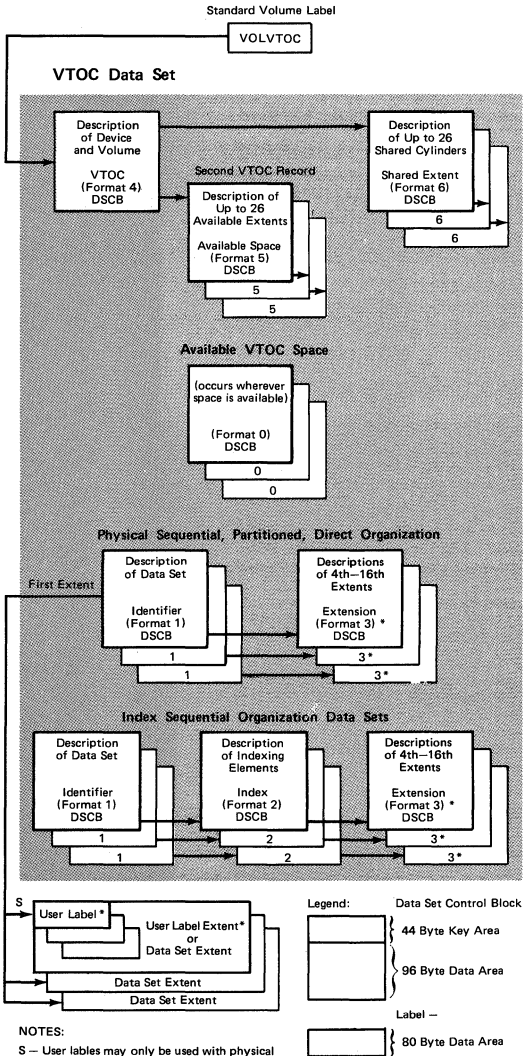 Standard Volume Label
VOLVTOC
VTOC Data Set
Description
of Device
and Volume
VTOC
(Format 4)
DSCB
Description
of Up to 26
Shared Cylinders
Shared Extent
(Format 6)
DSCB
6
6
Second VTOC Record
Description of
Up to 26
Available Extents
Available Space
(Format 5)
DSCB
5
5
Available VTOC Space
(occurs wherever
space is available)
(Format 0)
DSCB
0
0
Physical Sequential, Partitioned, Direct Organization
First Extent
Description
of Data Set
Identifier
(Format 1)
DSCB
1
1
Descriptions
of 4th—16th
Extents
Extension
(Format 3) *
DSCB
3*
3*
Index Sequential Organization Data Sets
Description
of Data Set
Identifier
(Format 1)
DSCB
1
1
Description
of Indexing
Elements
Index
(Format 2)
DSCB
2
2
Descriptions
of 4th—16th
Extents
Extension
(Format 3) *
DSCB
3*
3*
S
User Label*
User Label Extent*
or
Data Set Extent
Data Set Extent
Data Set Extent
Legend:
Data Set Control Block
44 Byte Key Area
96 Byte Data Area
Label —
80 Byte Data Area
NOTES:
S — User lables may only be used with physical